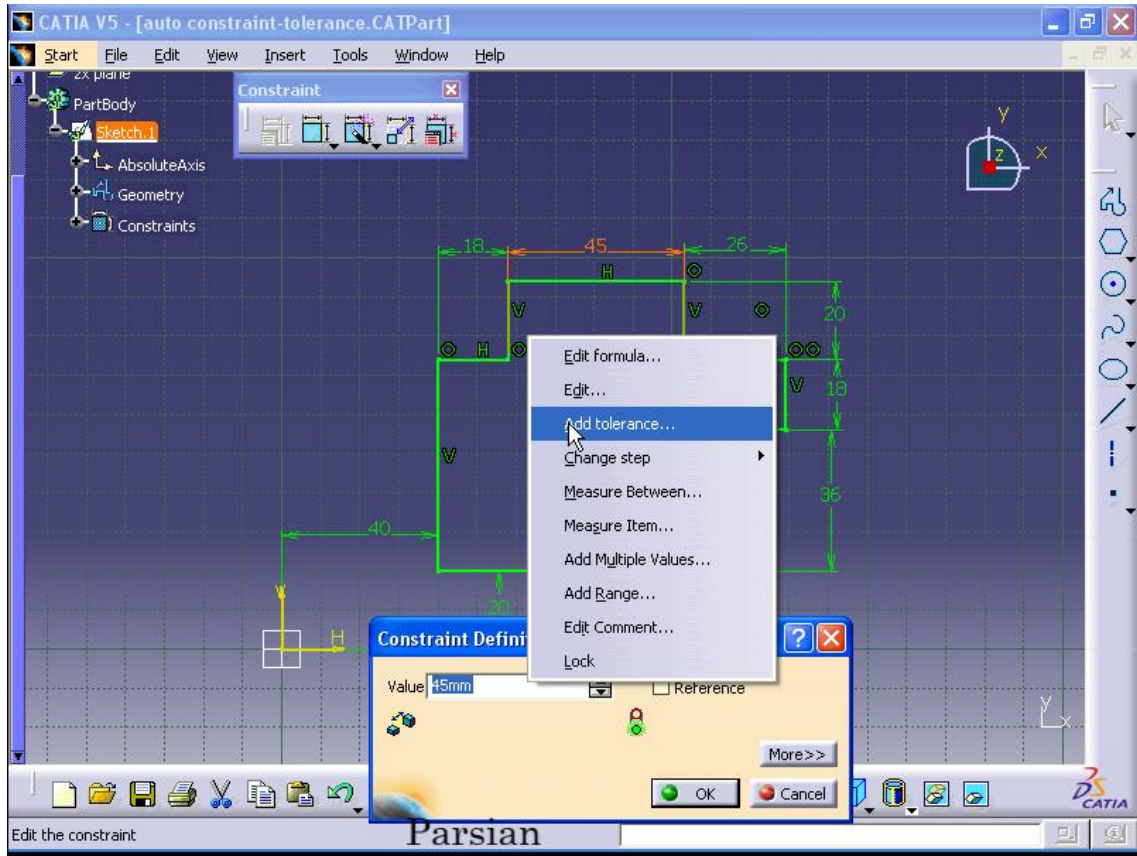 CATIA V5 - [auto constraint-tolerance.CATPart]
Start File Edit View Insert Tools Window Help
zx plane
PartBody
Sketch.1
AbsoluteAxis
Geometry
Constraints
Constraint
y
x
z
18 45 26
H
V V
20
H
V 18
V
36
40
20
V
H
Edit formula...
Edit...
Add tolerance...
Change step
Measure Between...
Measure Item...
Add Multiple Values...
Add Range...
Edit Comment...
Lock
Constraint Defini
Value 45mm Reference
More>>
OK Cancel
y
x
CATIA
Edit the constraint
Parsian